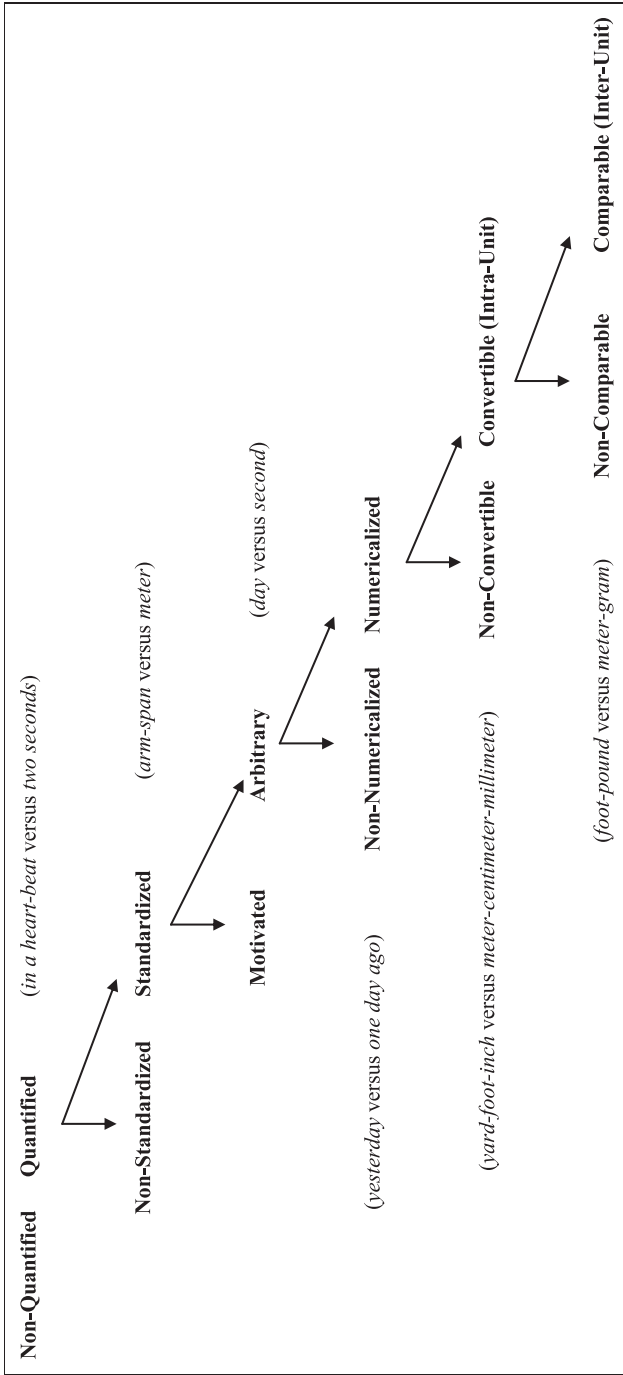 Non-Quantified Quantified (in a heart-beat versus two seconds)
Non-Standardized Standardized (arm-span versus meter)
Motivated Arbitrary (day versus second)
(yesterday versus one day ago) Non-Numericalized Numericalized
(yard-foot-inch versus meter-centimeter-millimeter) Non-Convertible Convertible (Intra-Unit)
(foot-pound versus meter-gram) Non-Comparable Comparable (Inter-Unit)